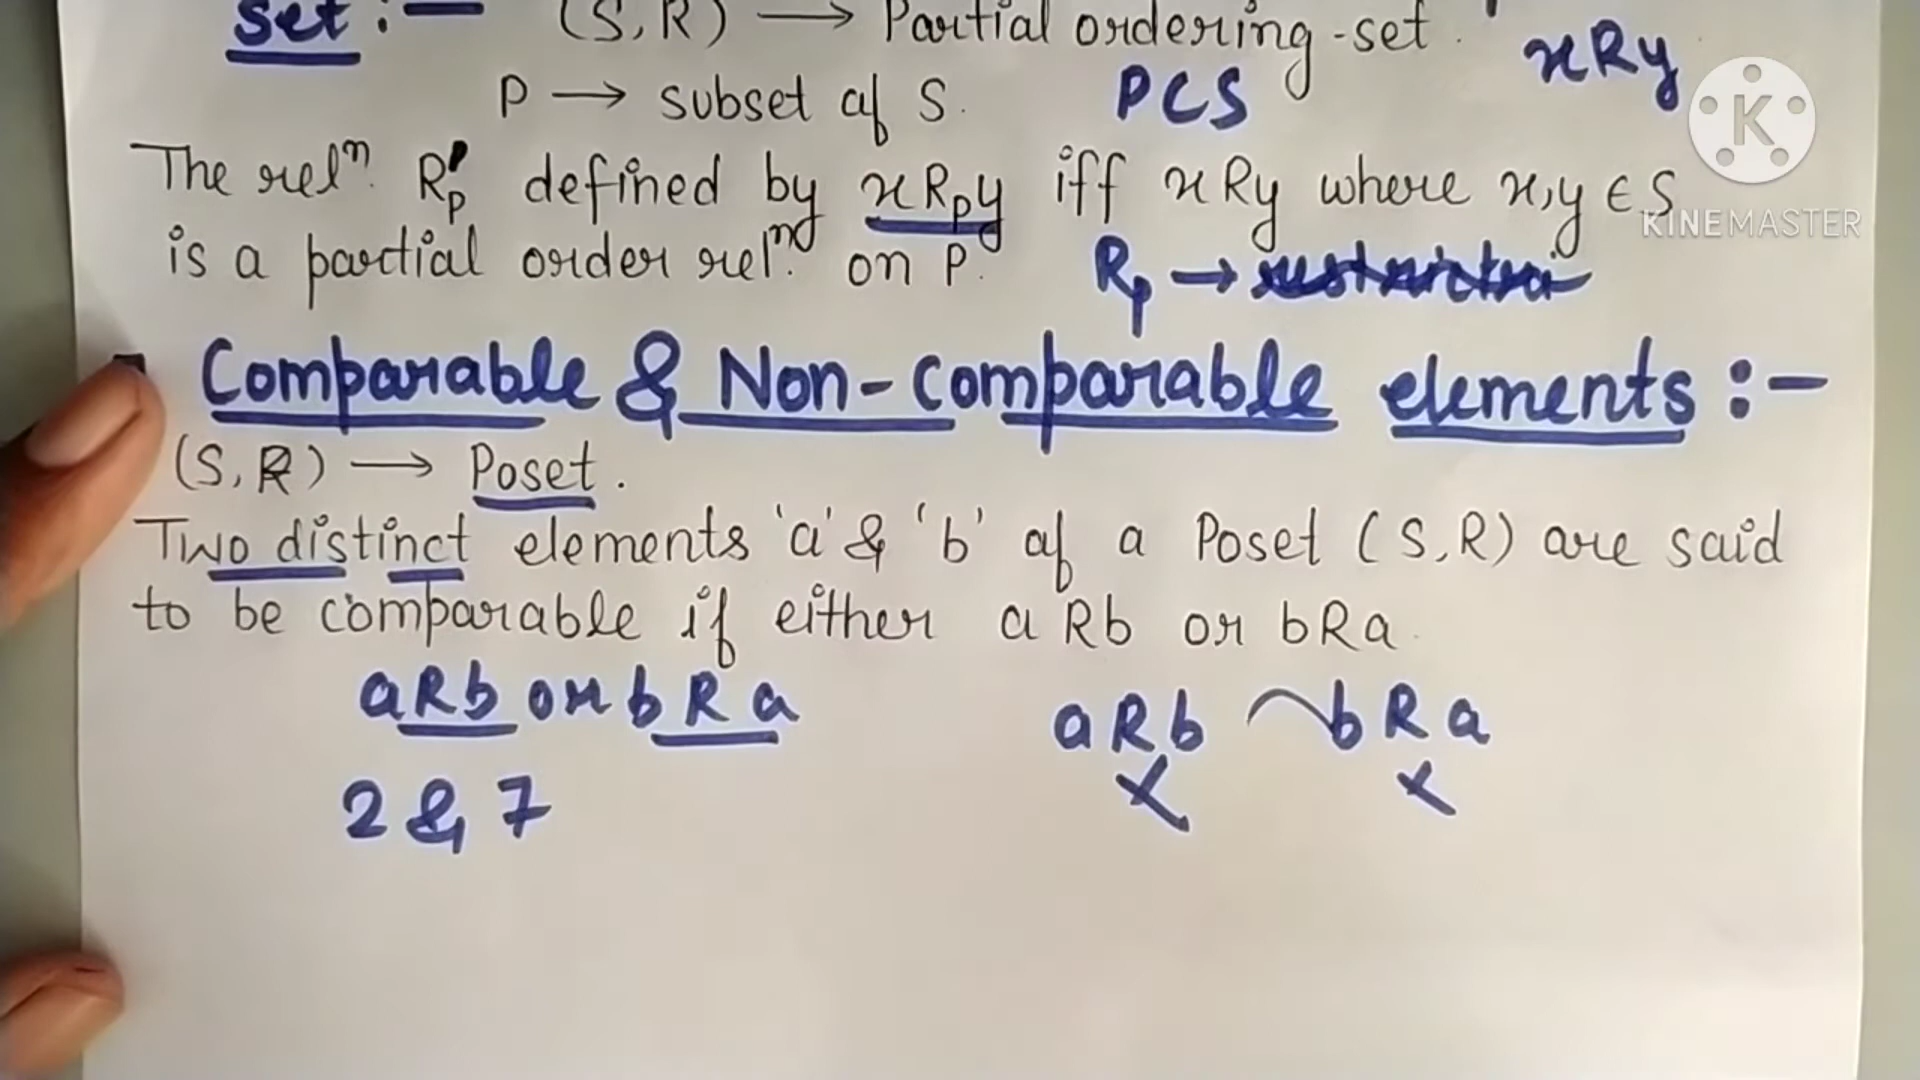 Set :— (S, R) → Partial ordering-set. xRy
P → subset of S. P⊂S
The relⁿ. R'p defined by xRpy iff xRy where x,y ∈ S
is a partial order relⁿ. on P. Rp →
Comparable & Non-comparable elements :-
(S, R) → Poset.
Two distinct elements 'a' & 'b' of a Poset (S,R) are said
to be comparable if either aRb or bRa.
aRb or bRa aRb bRa
x x
2 & 7
K
KINEMASTER